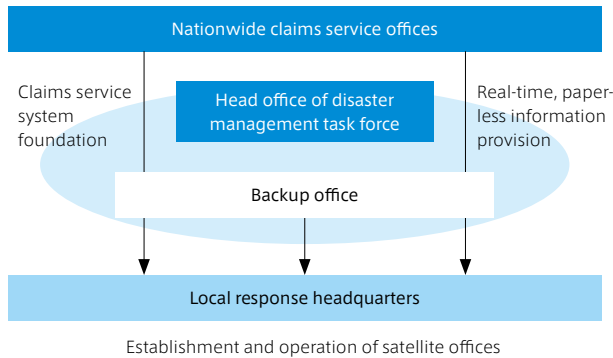 Nationwide claims service offices
Claims service
system
foundation
Head office of disaster
management task force
Real-time, paper-
less information
provision
Backup office
Local response headquarters
Establishment and operation of satellite offices